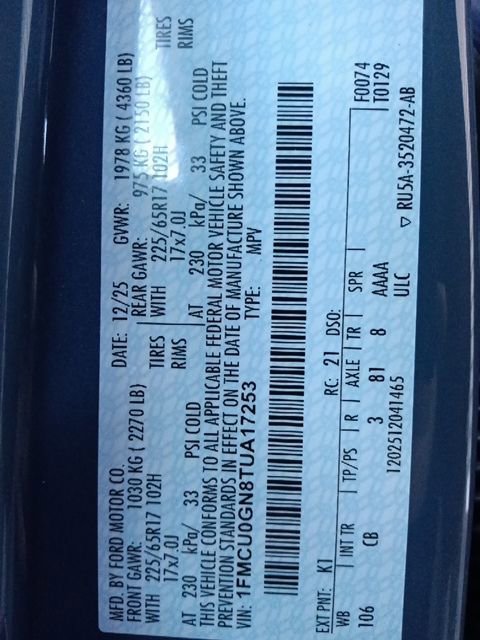 MFD. BY FORD MOTOR CO.
DATE: 12/25 GVWR: 1978 KG ( 4360 LB)
FRONT GAWR: 1030 KG ( 2270 LB)
REAR GAWR: 975 KG ( 2150 LB)
WITH 225/65R17 102H TIRES
WITH 225/65R17 102H TIRES
17x7.0J RIMS
17x7.0J RIMS
AT 230 kPa/ 33 PSI COLD
AT 230 kPa/ 33 PSI COLD
THIS VEHICLE CONFORMS TO ALL APPLICABLE FEDERAL MOTOR VEHICLE SAFETY AND THEFT
PREVENTION STANDARDS IN EFFECT ON THE DATE OF MANUFACTURE SHOWN ABOVE.
VIN: 1FMCU0GN8TUA17253 TYPE: MPV
EXT PNT: K1 RC: 21 DSO: F0074
WB INT TR TP/PS R AXLE TR SPR T0129
106 CB 3 81 8 AAAA
1202512041465 ULC ▽ RU5A-3520472-AB